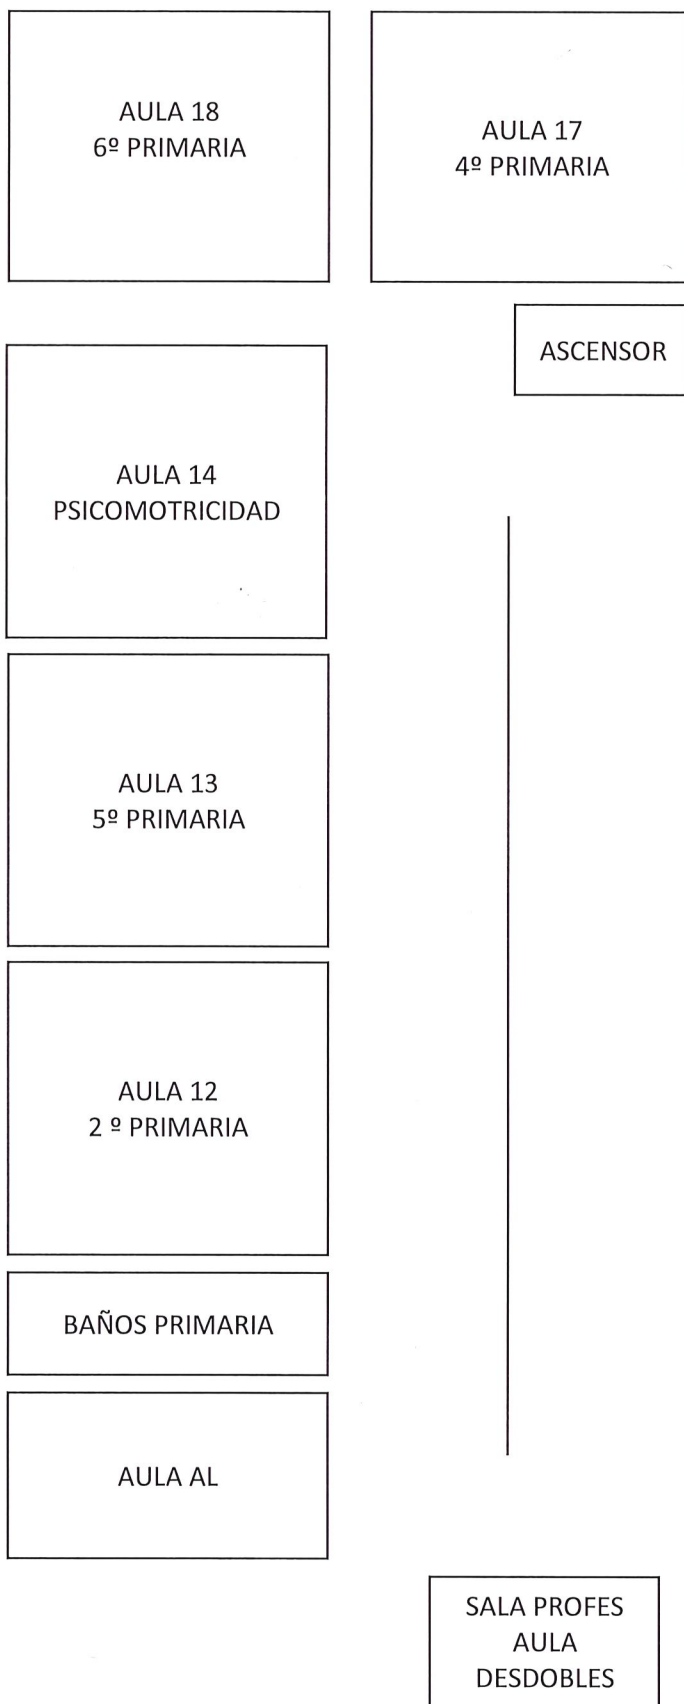 AULA 18
6º PRIMARIA
AULA 17
4º PRIMARIA
ASCENSOR
AULA 14
PSICOMOTRICIDAD
AULA 13
5º PRIMARIA
AULA 12
2 º PRIMARIA
BAÑOS PRIMARIA
AULA AL
SALA PROFES
AULA
DESDOBLES